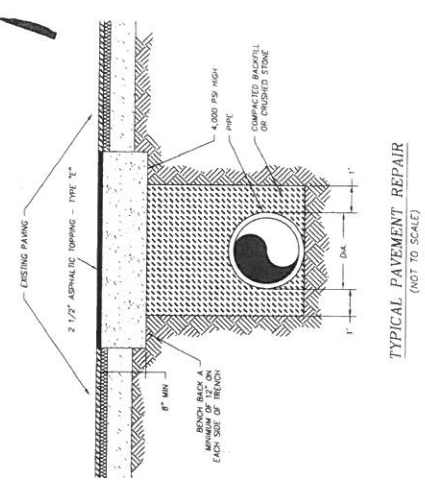 EXISTING PAVING
2 1/2" ASPHALTIC TOPPING - TYPE "E"
8" MIN
BENCH BACK A
MINIMUM OF 12" ON
EACH SIDE OF TRENCH
4,000 PSI HIGH
PIPE
COMPACTED BACKFILL
OR CRUSHED STONE
1'
DIA.
1'
TYPICAL PAVEMENT REPAIR
(NOT TO SCALE)